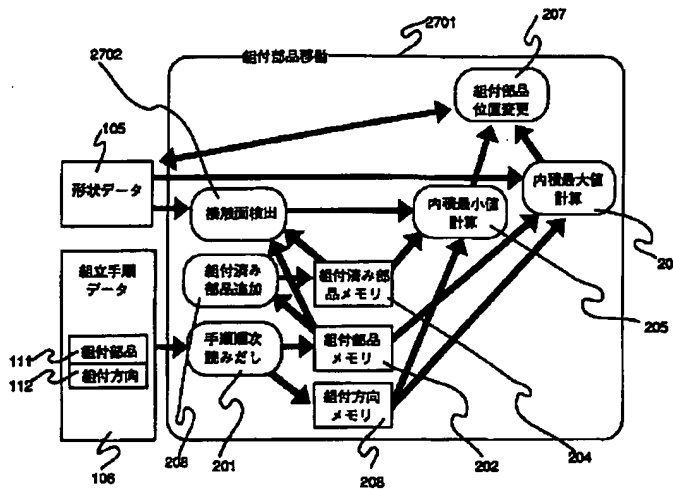 2701
207
組付部品移動
2702
組付部品
位置変更
105
形状データ
接触面検出
内積最小値
計算
内積最大値
計算
20
組立手順
データ
組付済み
部品追加
組付済み部
品メモリ
205
111
組付部品
112
組付方向
手順順次
読みだし
組付部品
メモリ
組付方向
メモリ
208
201
208
202
204
106